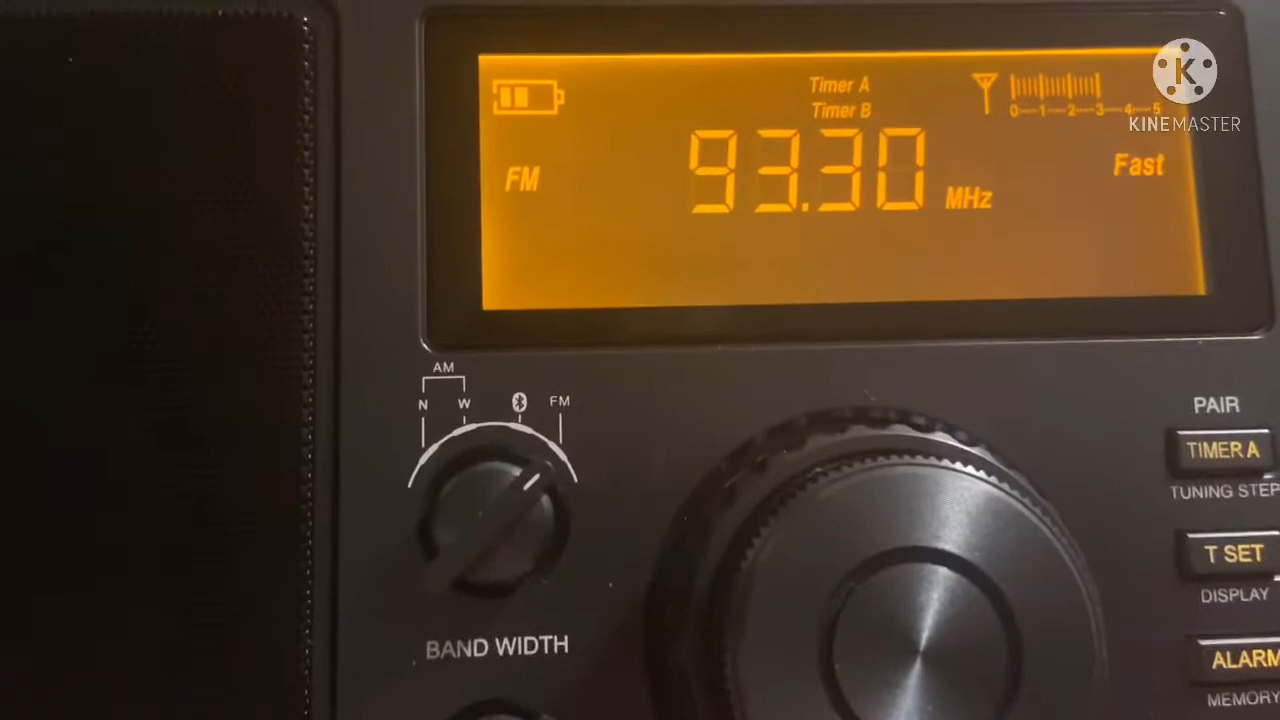 Timer A
Timer B
0 1 2 3 4 5
K
KINEMASTER
FM
93.30 MHz
Fast
AM
N W FM
PAIR
TIMER A
TUNING STEP
T SET
DISPLAY
BAND WIDTH
ALARM
MEMORY